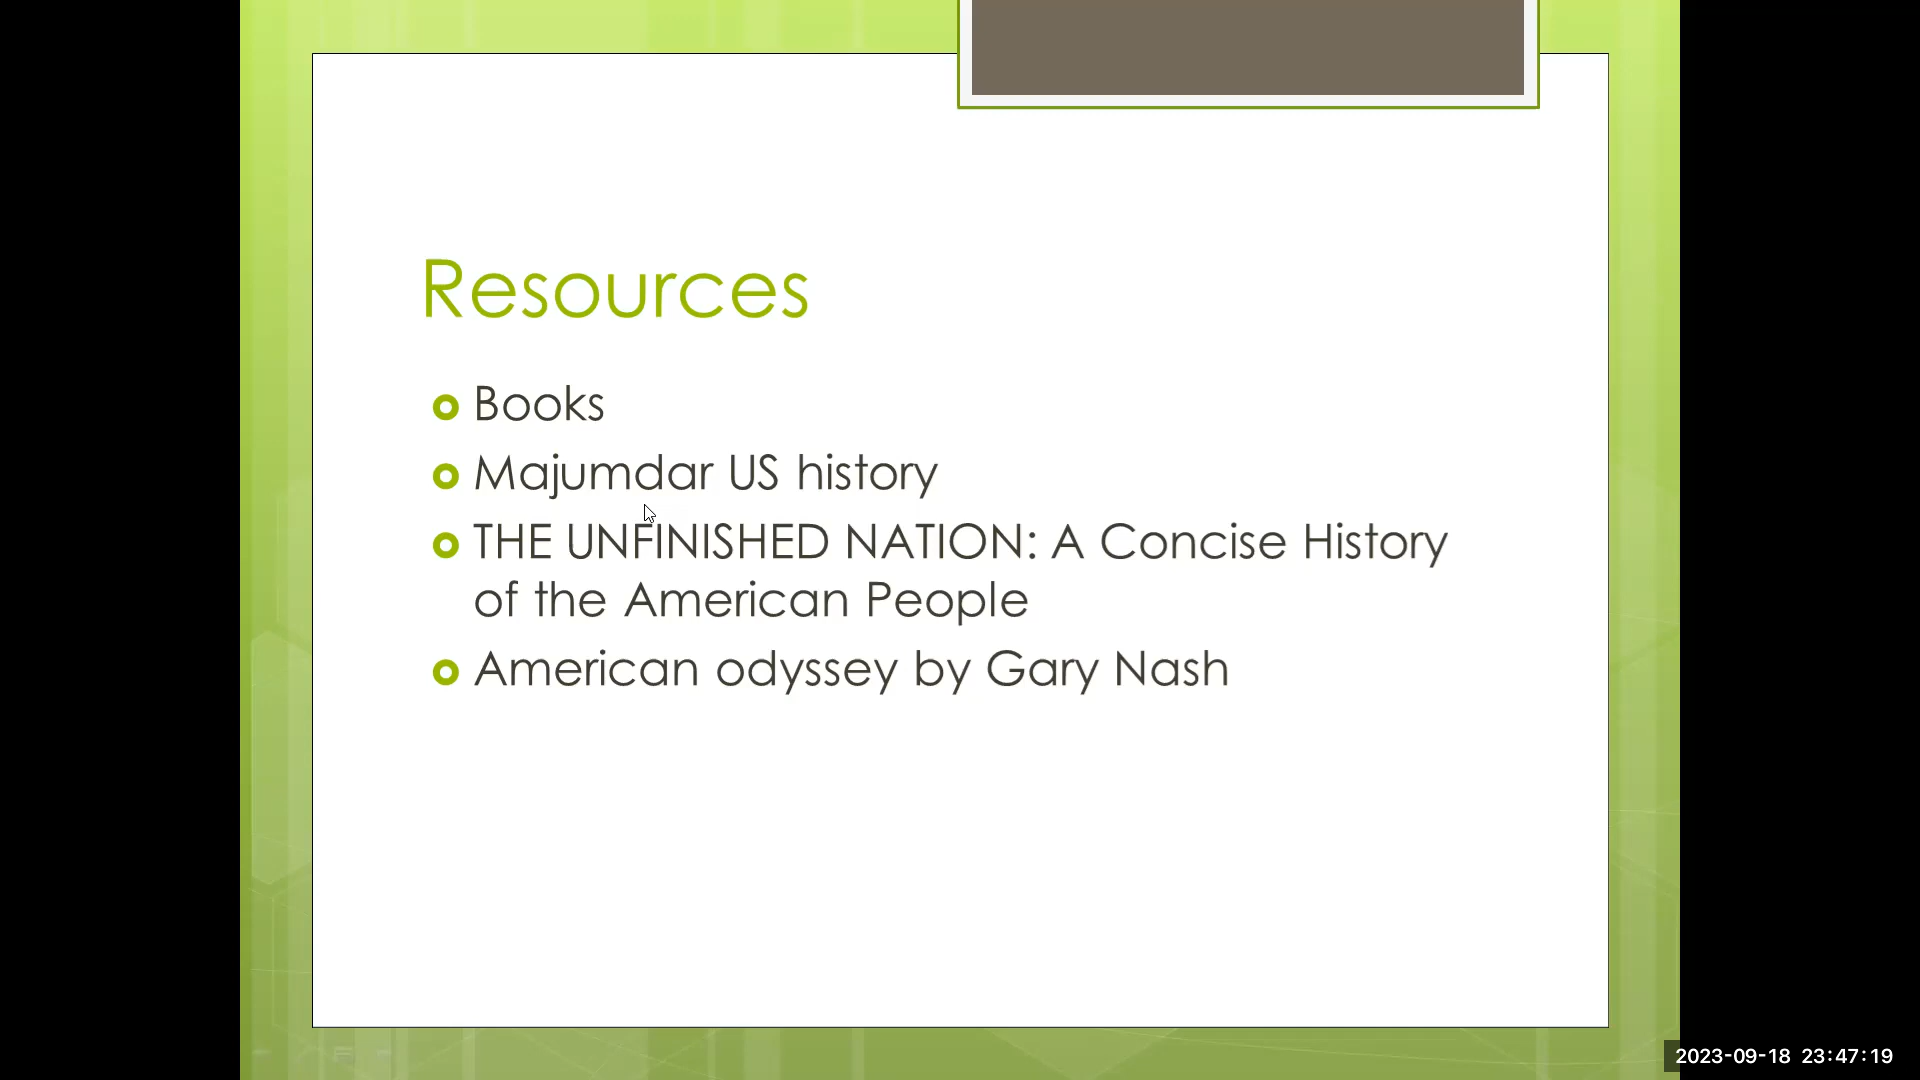 Resources
Books
Majumdar US history
THE UNFINISHED NATION: A Concise History
of the American People
American odyssey by Gary Nash
2023-09-18 23:47:19